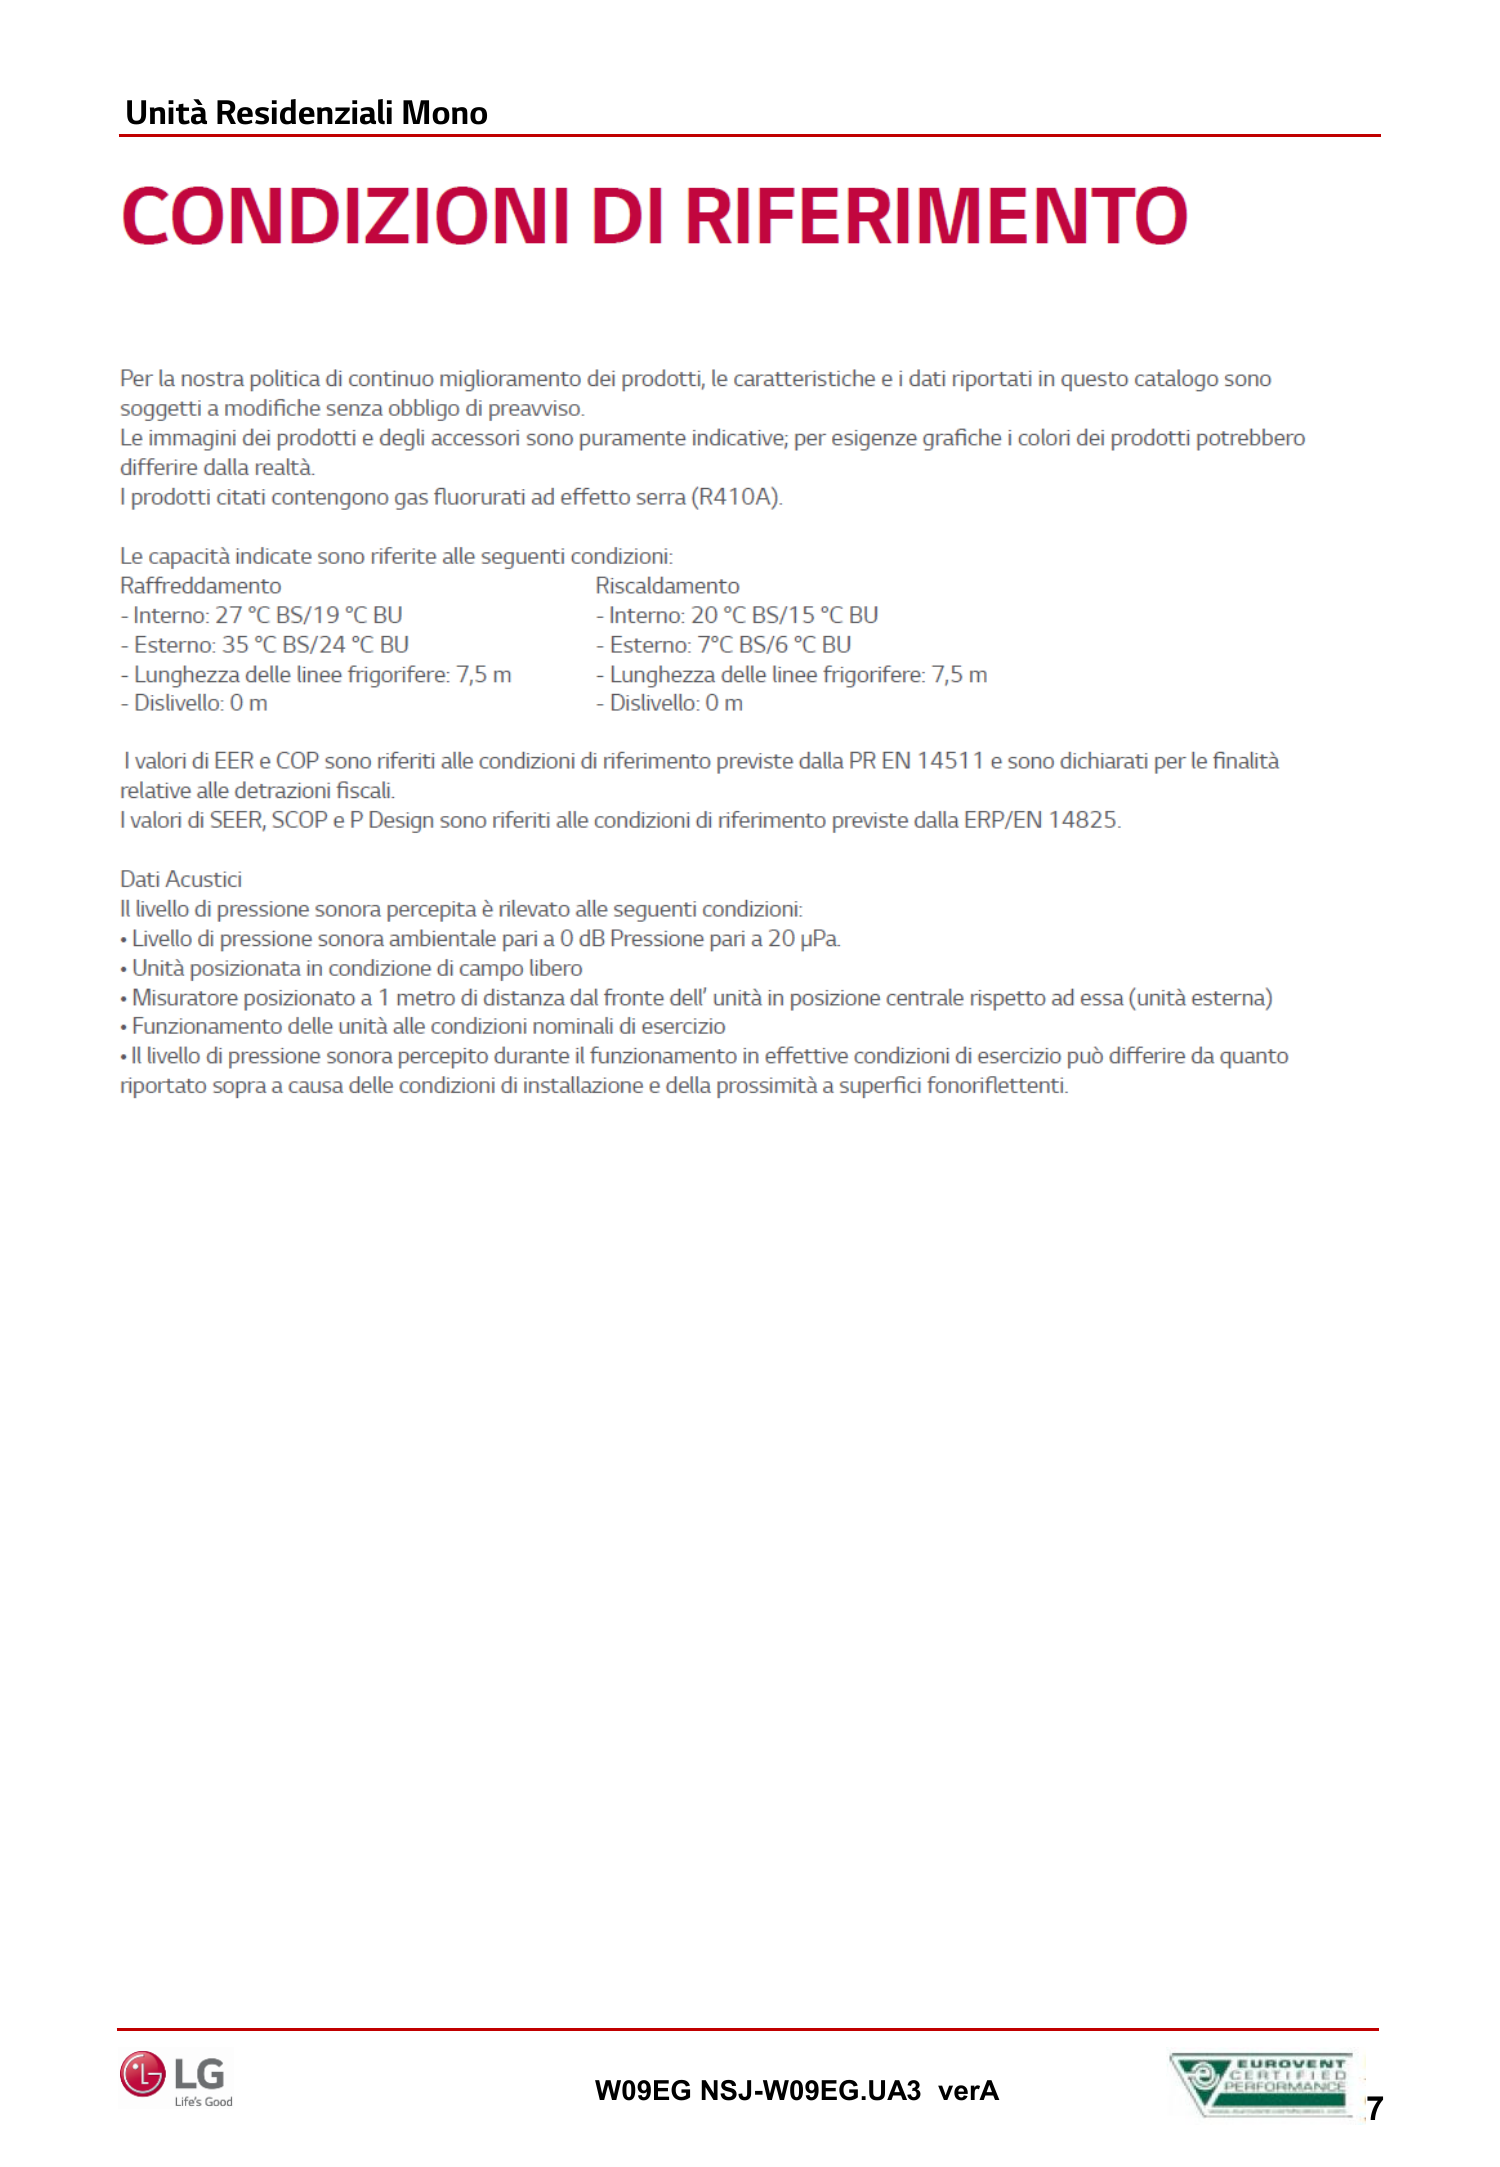 Unità Residenziali Mono
CONDIZIONI DI RIFERIMENTO
Per la nostra politica di continuo miglioramento dei prodotti, le caratteristiche e i dati riportati in questo catalogo sono
soggetti a modifiche senza obbligo di preavviso.
Le immagini dei prodotti e degli accessori sono puramente indicative; per esigenze grafiche i colori dei prodotti potrebbero
differire dalla realtà.
I prodotti citati contengono gas fluorurati ad effetto serra (R410A).
Le capacità indicate sono riferite alle seguenti condizioni:
Raffreddamento
- Interno: 27 °C BS/19 °C BU
- Esterno: 35 °C BS/24 °C BU
- Lunghezza delle linee frigorifere: 7,5 m
- Dislivello: 0 m
Riscaldamento
- Interno: 20 °C BS/15 °C BU
- Esterno: 7°C BS/6 °C BU
- Lunghezza delle linee frigorifere: 7,5 m
- Dislivello: 0 m
I valori di EER e COP sono riferiti alle condizioni di riferimento previste dalla PR EN 14511 e sono dichiarati per le finalità
relative alle detrazioni fiscali.
I valori di SEER, SCOP e P Design sono riferiti alle condizioni di riferimento previste dalla ERP/EN 14825.
Dati Acustici
Il livello di pressione sonora percepita è rilevato alle seguenti condizioni:
• Livello di pressione sonora ambientale pari a 0 dB Pressione pari a 20 µPa.
• Unità posizionata in condizione di campo libero
• Misuratore posizionato a 1 metro di distanza dal fronte dell’ unità in posizione centrale rispetto ad essa (unità esterna)
• Funzionamento delle unità alle condizioni nominali di esercizio
• Il livello di pressione sonora percepito durante il funzionamento in effettive condizioni di esercizio può differire da quanto
riportato sopra a causa delle condizioni di installazione e della prossimità a superfici fonoriflettenti.
LG
Life's Good
W09EG NSJ-W09EG.UA3 verA
EUROVENT
CERTIFIED
PERFORMANCE
7